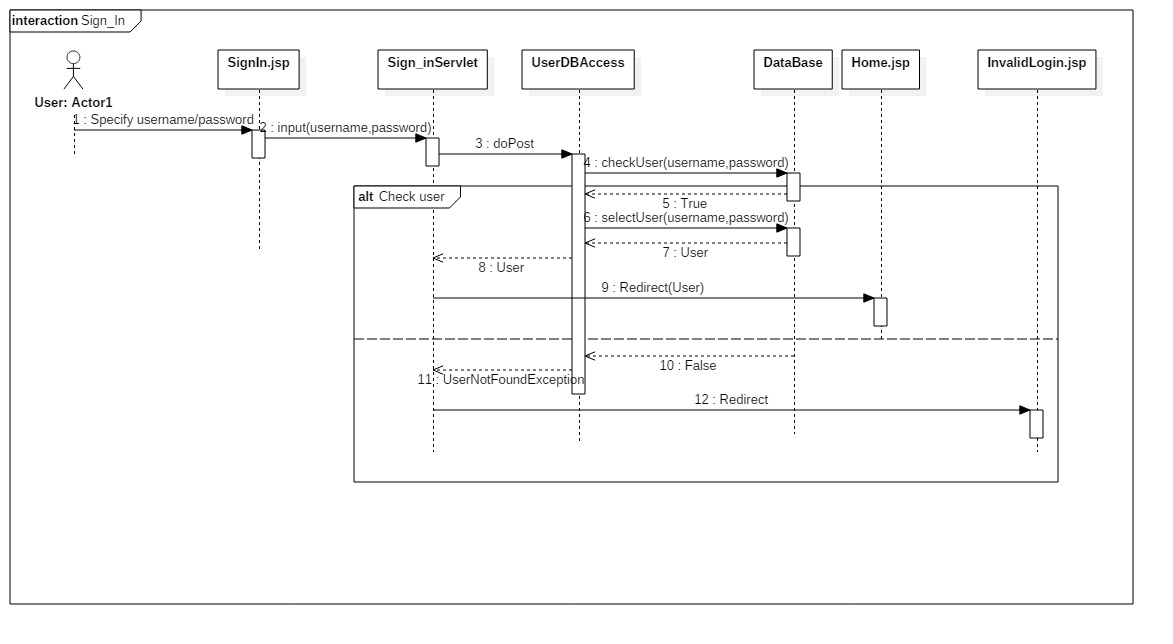 interaction Sign_In
SignIn.jsp
Sign_inServlet
UserDBAccess
DataBase
Home.jsp
InvalidLogin.jsp
User: Actor1
1 : Specify username/password
2 : input(username,password)
3 : doPost
4 : checkUser(username,password)
alt Check user
5 : True
6 : selectUser(username,password)
7 : User
8 : User
9 : Redirect(User)
10 : False
11 : UserNotFoundException
12 : Redirect